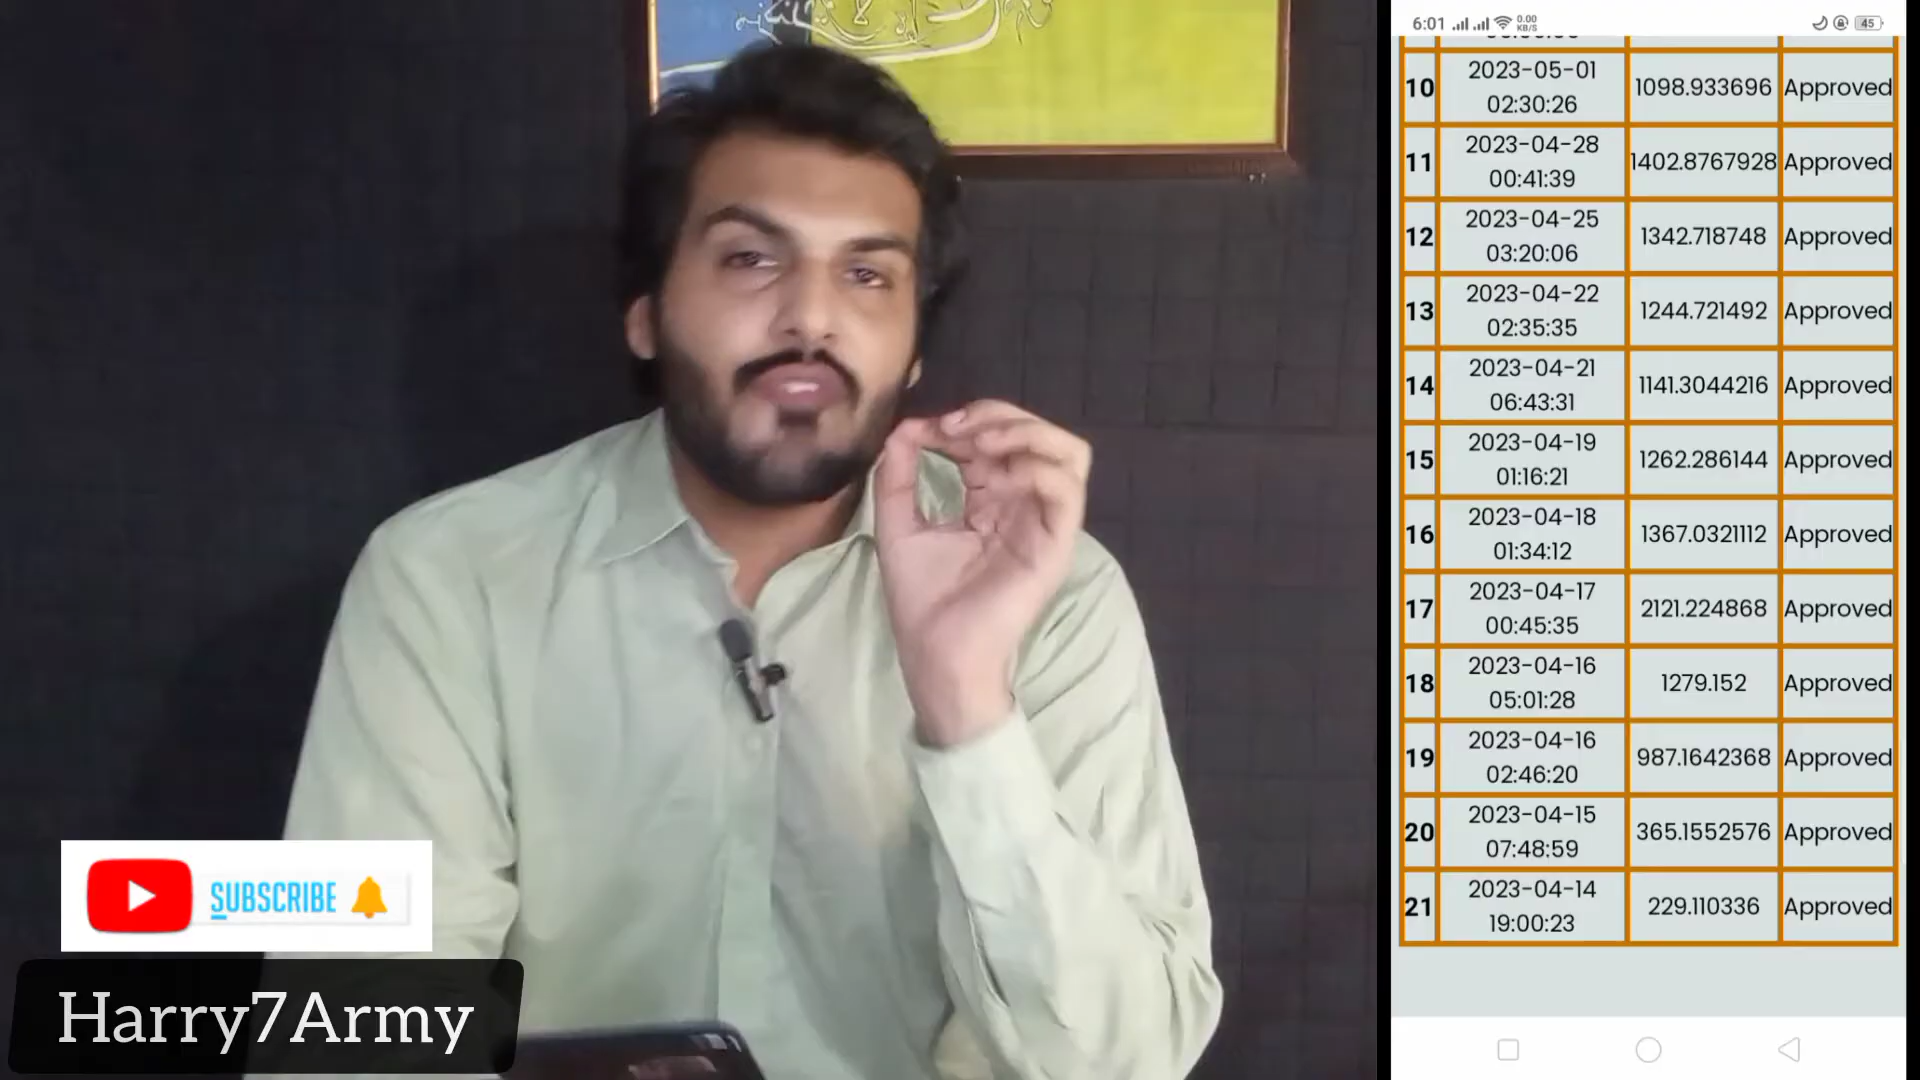 6:01
0.00
KB/S
45
10 2023-05-01 02:30:26 1098.933696 Approved
11 2023-04-28 00:41:39 1402.8767928 Approved
12 2023-04-25 03:20:06 1342.718748 Approved
13 2023-04-22 02:35:35 1244.721492 Approved
14 2023-04-21 06:43:31 1141.3044216 Approved
15 2023-04-19 01:16:21 1262.286144 Approved
16 2023-04-18 01:34:12 1367.0321112 Approved
17 2023-04-17 00:45:35 2121.224868 Approved
18 2023-04-16 05:01:28 1279.152 Approved
19 2023-04-16 02:46:20 987.1642368 Approved
20 2023-04-15 07:48:59 365.1552576 Approved
21 2023-04-14 19:00:23 229.110336 Approved
SUBSCRIBE
Harry7Army